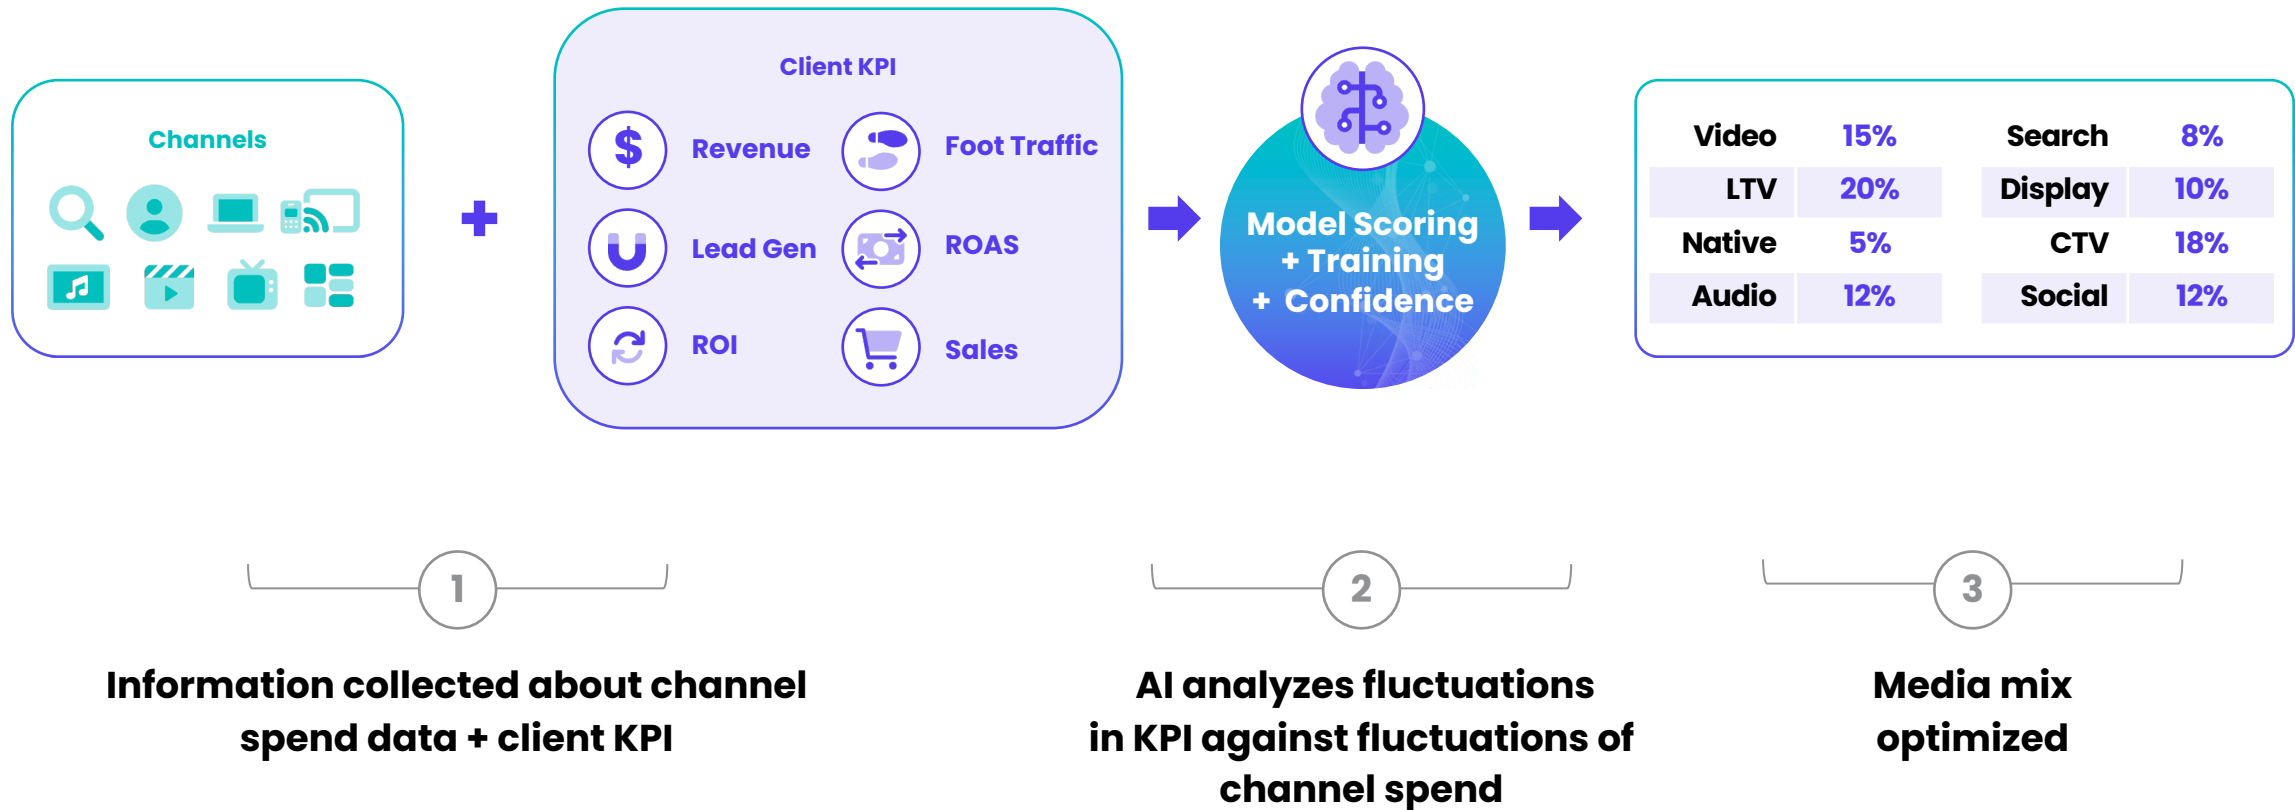 Channels
Client KPI
$
Revenue
Foot Traffic
Lead Gen
ROAS
ROI
Sales
Model Scoring
+ Training
+ Confidence
Video 15% Search 8%
LTV 20% Display 10%
Native 5% CTV 18%
Audio 12% Social 12%
1
Information collected about channel
spend data + client KPI
2
AI analyzes fluctuations
in KPI against fluctuations of
channel spend
3
Media mix
optimized